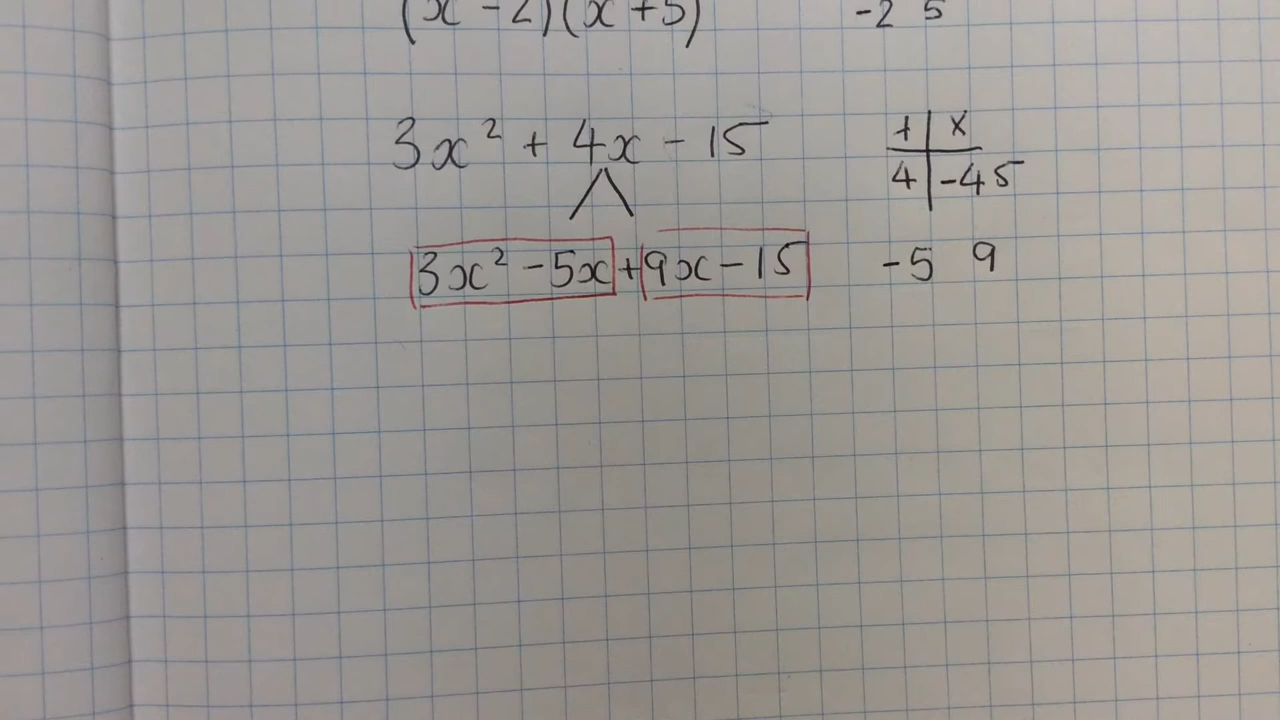 (x - 2)(x + 5) -2 5
3x² + 4x - 15
+ x
4 -45
3x² - 5x + 9x - 15 -5 9